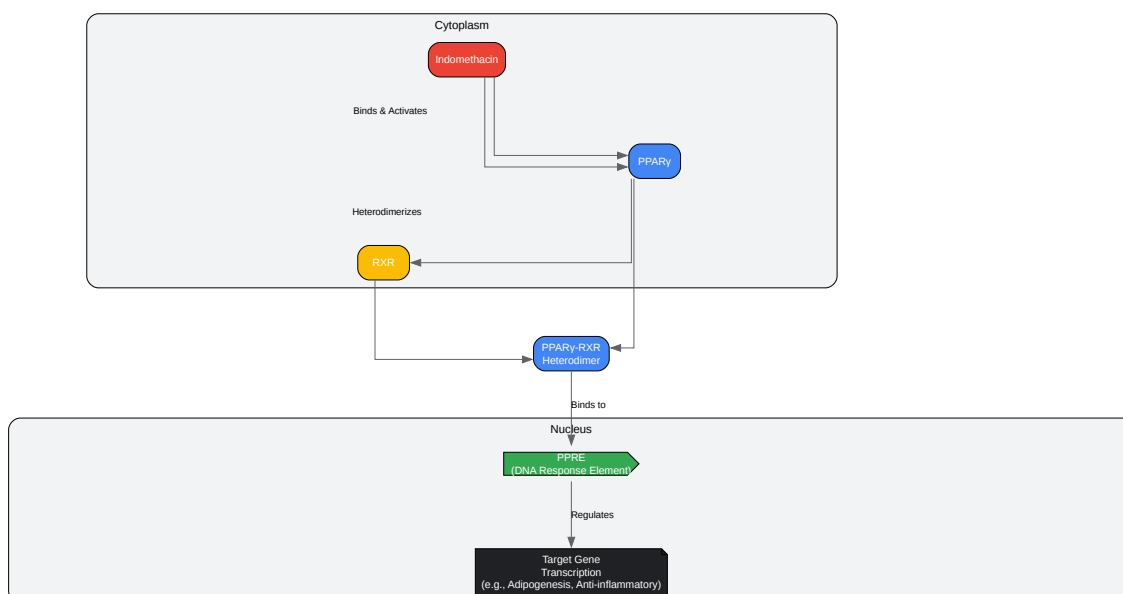 Cytoplasm
Indomethacin
Binds & Activates
PPARγ
Heterodimerizes
RXR
PPARγ-RXR
Heterodimer
Binds to
Nucleus
PPRE
(DNA Response Element)
Regulates
Target Gene
Transcription
(e.g., Adipogenesis, Anti-inflammatory)